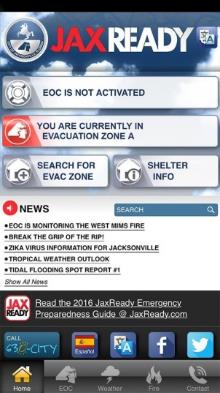 JAXREADY
EOC IS NOT ACTIVATED
YOU ARE CURRENTLY IN
EVACUATION ZONE A
SEARCH FOR
EVAC ZONE
SHELTER
INFO
NEWS
SEARCH
EOC IS MONITORING THE WEST MIMS FIRE
BREAK THE GRIP OF THE RIP!
ZIKA VIRUS INFORMATION FOR JACKSONVILLE
TROPICAL WEATHER OUTLOOK
TIDAL FLOODING SPOT REPORT #1
Show All News
JAX
READY
Read the 2016 JaxReady Emergency
Preparedness Guide @ JaxReady.com
CALL
630-CITY
Español
Home
EOC
Weather
Fire
Contact